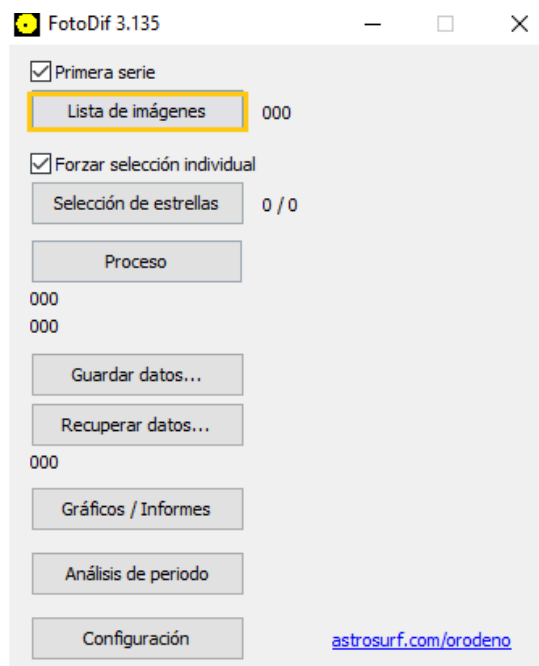 FotoDif 3.135
Primera serie
Lista de imágenes 000
Forzar selección individual
Selección de estrellas 0 / 0
Proceso
000
000
Guardar datos...
Recuperar datos...
000
Gráficos / Informes
Análisis de periodo
Configuración astrosurf.com/orodeno